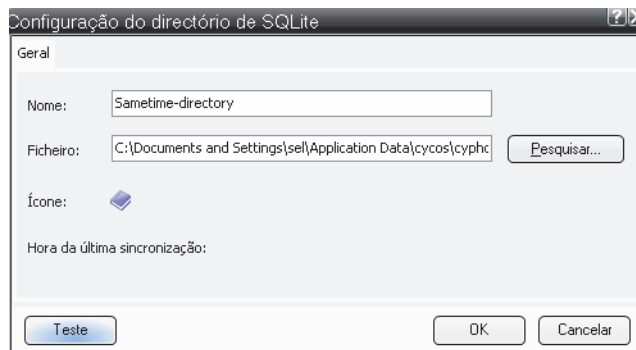 Configuração do directório de SQLite
Geral
Nome: Sametime-directory
Ficheiro: C:\Documents and Settings\sel\Application Data\cycos\cypho Pesquisar...
Ícone:
Hora da última sincronização:
Teste OK Cancelar